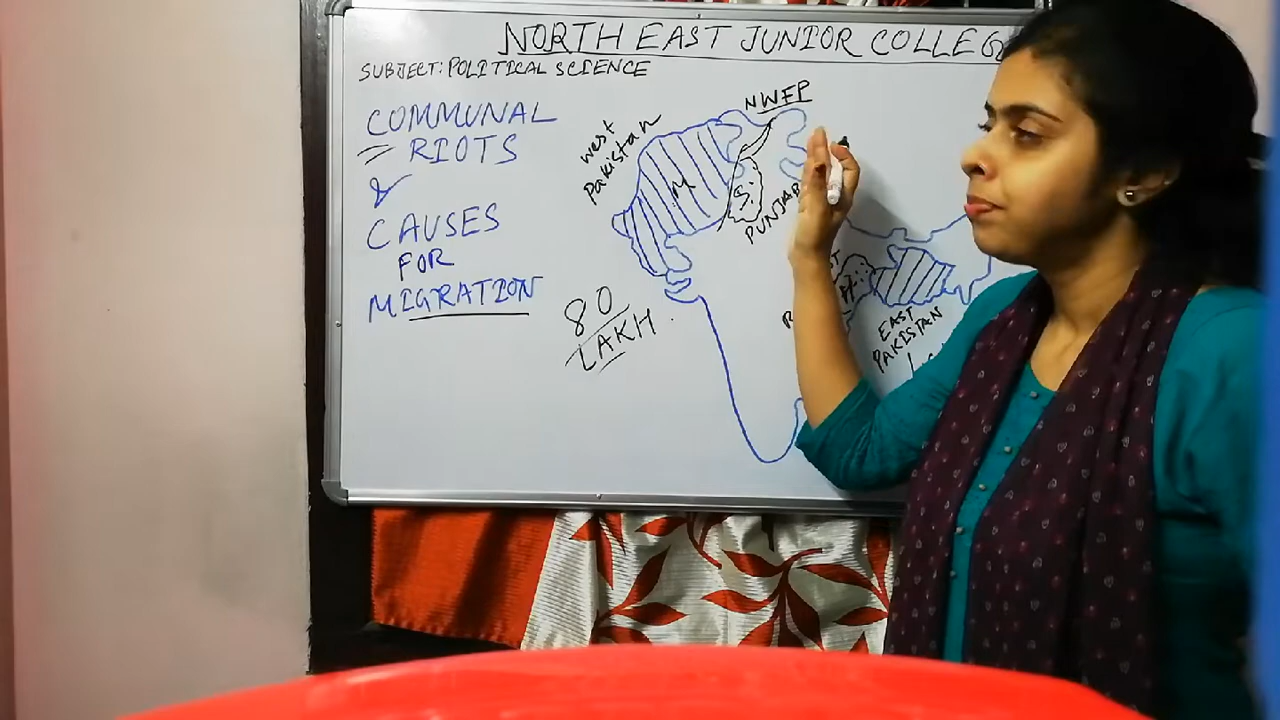 NORTH EAST JUNIOR COLLEG
SUBJECT: POLITICAL SCIENCE
COMMUNAL
RIOTS
&
CAUSES
FOR
MIGRATION
west
Pakistan
NWFP
M
S
PUNJAB
80
LAKH
EAST
PAKISTAN